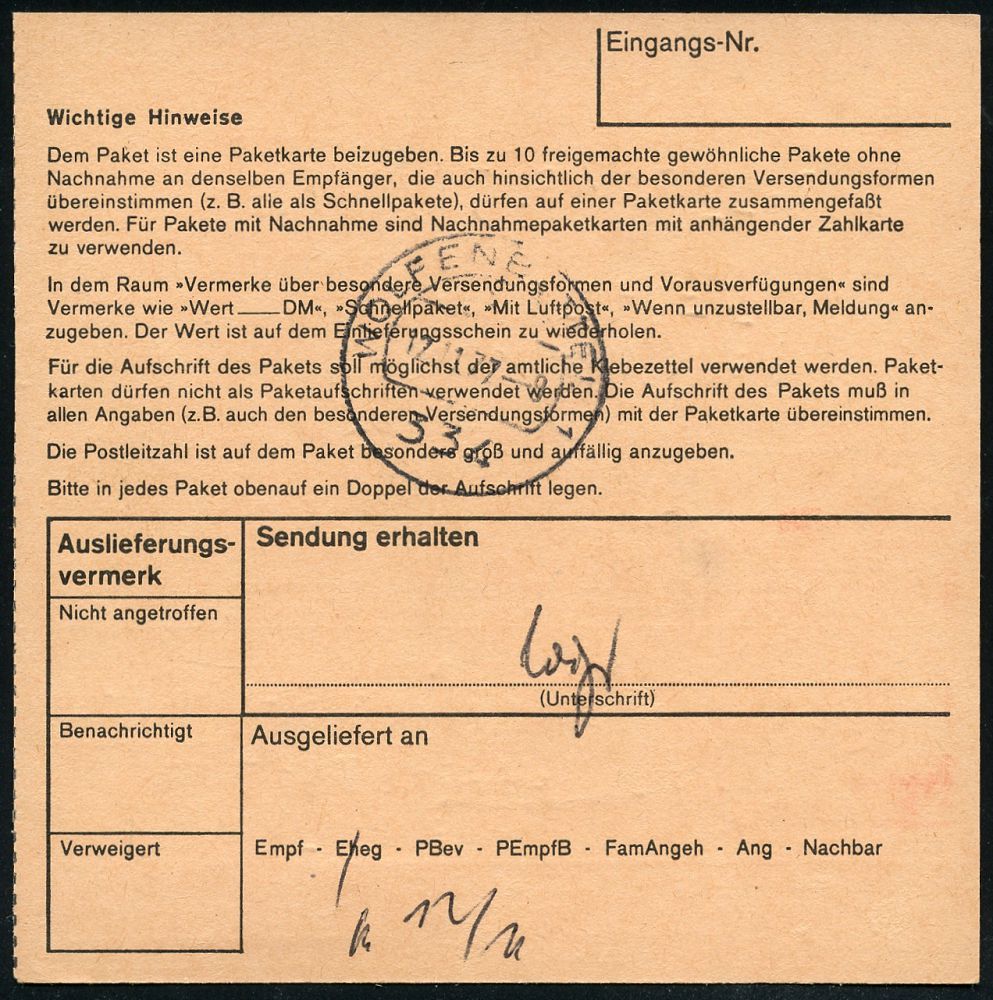 Eingangs-Nr.
Wichtige Hinweise
Dem Paket ist eine Paketkarte beizugeben. Bis zu 10 freigemachte gewöhnliche Pakete ohne
Nachnahme an denselben Empfänger, die auch hinsichtlich der besonderen Versendungsformen
übereinstimmen (z. B. alle als Schnellpakete), dürfen auf einer Paketkarte zusammengefaßt
werden. Für Pakete mit Nachnahme sind Nachnahmepaketkarten mit anhängender Zahlkarte
zu verwenden.
In dem Raum »Vermerke über besondere Versendungsformen und Vorausverfügungen« sind
Vermerke wie »Wert ____ DM«, »Schnellpaket«, »Mit Luftpost«, »Wenn unzustellbar, Meldung« an-
zugeben. Der Wert ist auf dem Einlieferungsschein zu wiederholen.
Für die Aufschrift des Pakets soll möglichst der amtliche Klebezettel verwendet werden. Paket-
karten dürfen nicht als Paketaufschriften verwendet werden. Die Aufschrift des Pakets muß in
allen Angaben (z.B. auch den besonderen Versendungsformen) mit der Paketkarte übereinstimmen.
Die Postleitzahl ist auf dem Paket besonders groß und auffällig anzugeben.
Bitte in jedes Paket obenauf ein Doppel der Aufschrift legen.
17.11.77
334
Auslieferungs-
vermerk
Sendung erhalten
Nicht angetroffen
(Unterschrift)
Benachrichtigt
Ausgeliefert an
Verweigert
Empf - Eheg - PBev - PEmpfB - FamAngeh - Ang - Nachbar